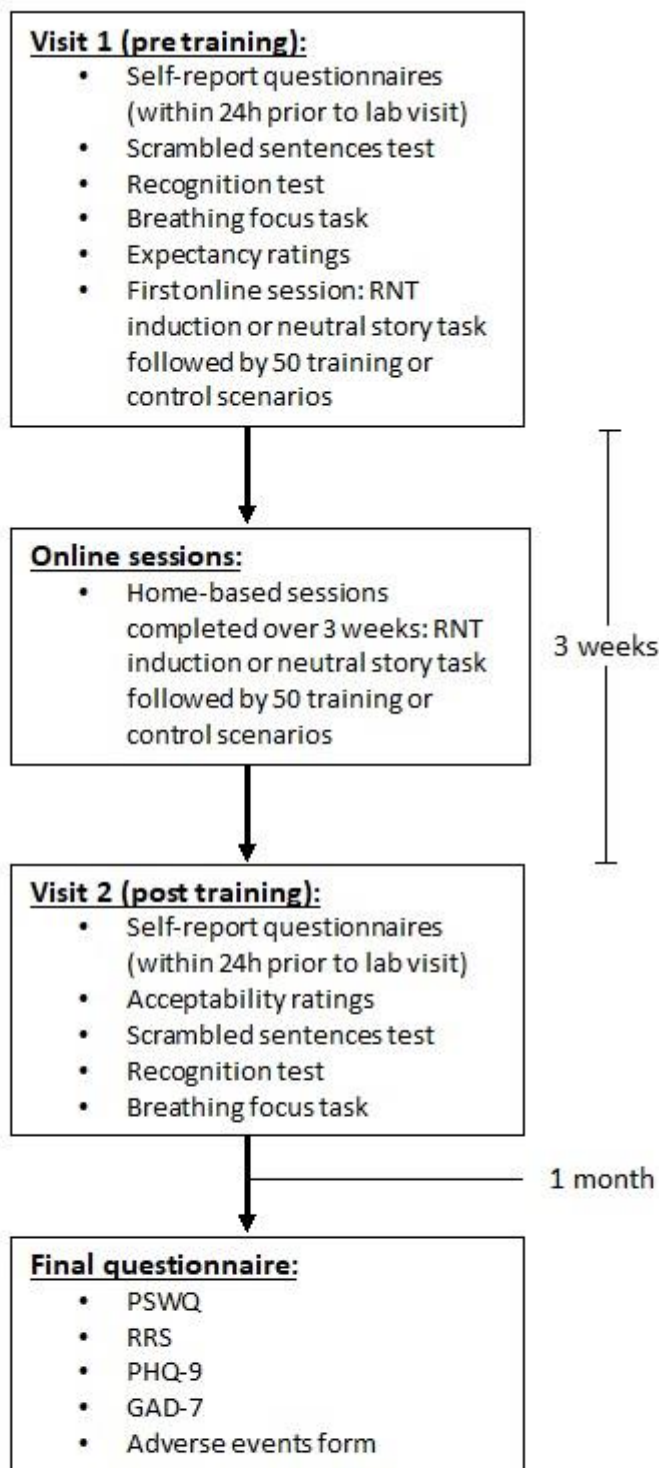 Visit 1 (pre training):
• Self-report questionnaires
(within 24h prior to lab visit)
• Scrambled sentences test
• Recognition test
• Breathing focus task
• Expectancy ratings
• First online session: RNT
induction or neutral story task
followed by 50 training or
control scenarios
Online sessions:
• Home-based sessions
completed over 3 weeks: RNT
induction or neutral story task
followed by 50 training or
control scenarios
3 weeks
Visit 2 (post training):
• Self-report questionnaires
(within 24h prior to lab visit)
• Acceptability ratings
• Scrambled sentences test
• Recognition test
• Breathing focus task
1 month
Final questionnaire:
• PSWQ
• RRS
• PHQ-9
• GAD-7
• Adverse events form